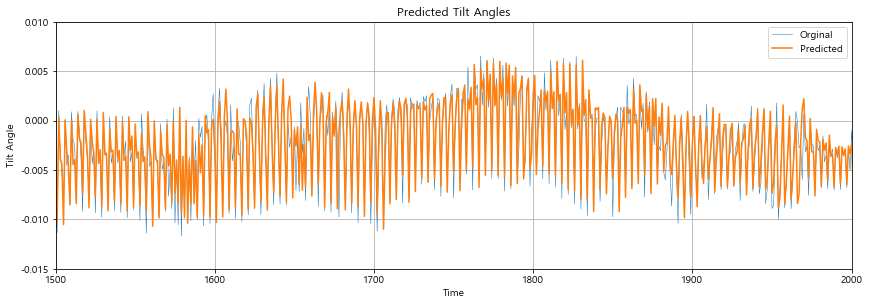 Predicted Tilt Angles
0.010
0.005
0.000
-0.005
-0.010
-0.015
Tilt Angle
Orginal
Predicted
1500
1600
1700
1800
1900
2000
Time